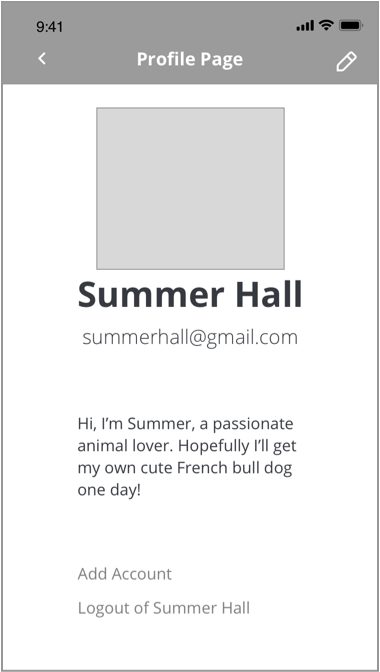 9:41
Profile Page
Summer Hall
summerhall@gmail.com
Hi, I’m Summer, a passionate
animal lover. Hopefully I’ll get
my own cute French bull dog
one day!
Add Account
Logout of Summer Hall